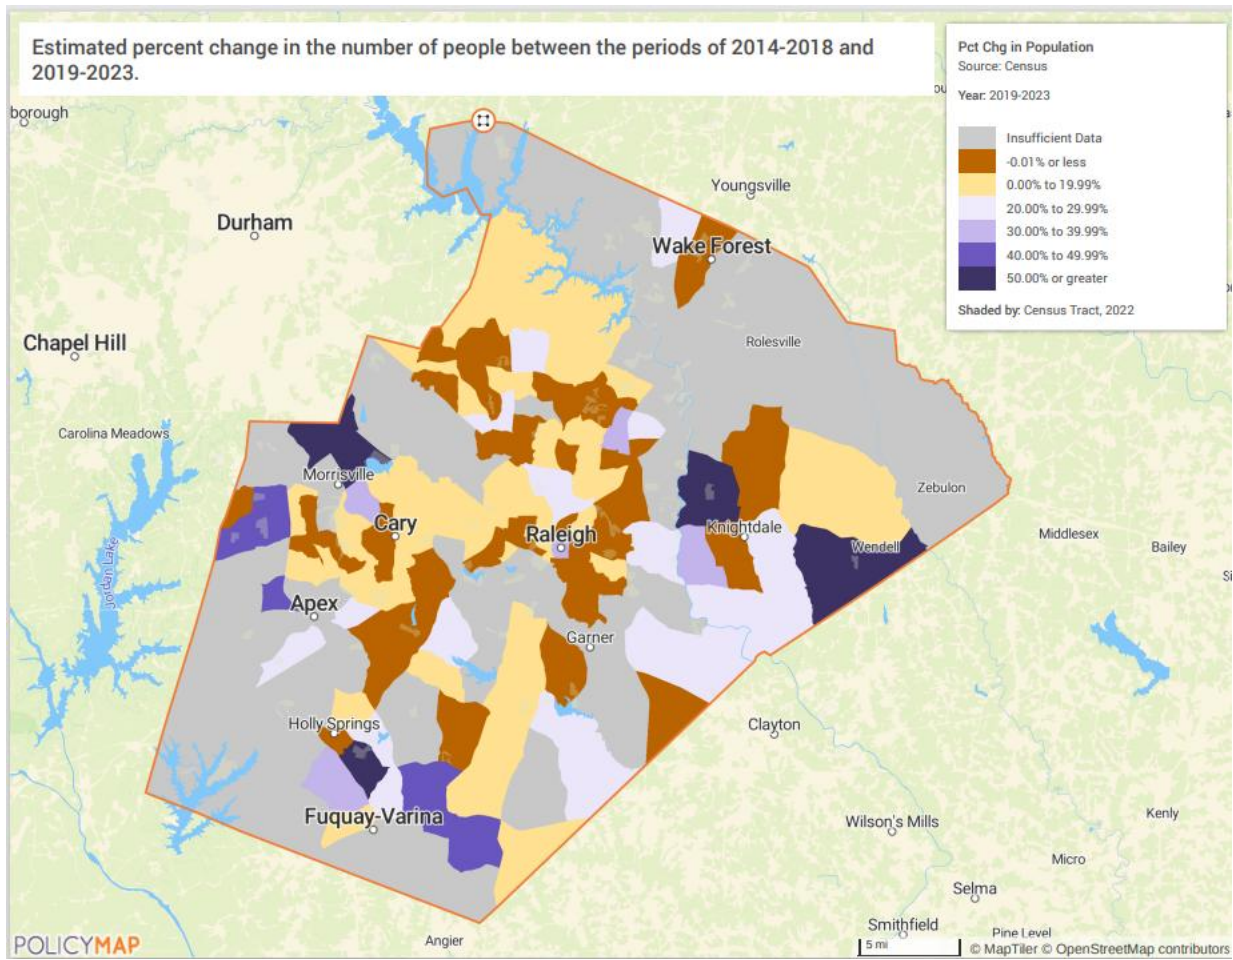 Estimated percent change in the number of people between the periods of 2014-2018 and
2019-2023.
Pct Chg in Population
Source: Census
Year: 2019-2023
Insufficient Data
-0.01% or less
0.00% to 19.99%
20.00% to 29.99%
30.00% to 39.99%
40.00% to 49.99%
50.00% or greater
Shaded by: Census Tract, 2022
borough
Youngsville
Durham
Wake Forest
Chapel Hill
Rolesville
Carolina Meadows
Morrisville
Zebulon
Cary
Raleigh
Knightdale
Middlesex
Wendell
Bailey
Jordan Lake
Apex
Garner
Holly Springs
Clayton
Fuquay-Varina
Wilson's Mills
Kenly
Micro
Selma
Smithfield
Pine Level
Angier
POLICYMAP
5 mi
© MapTiler © OpenStreetMap contributors